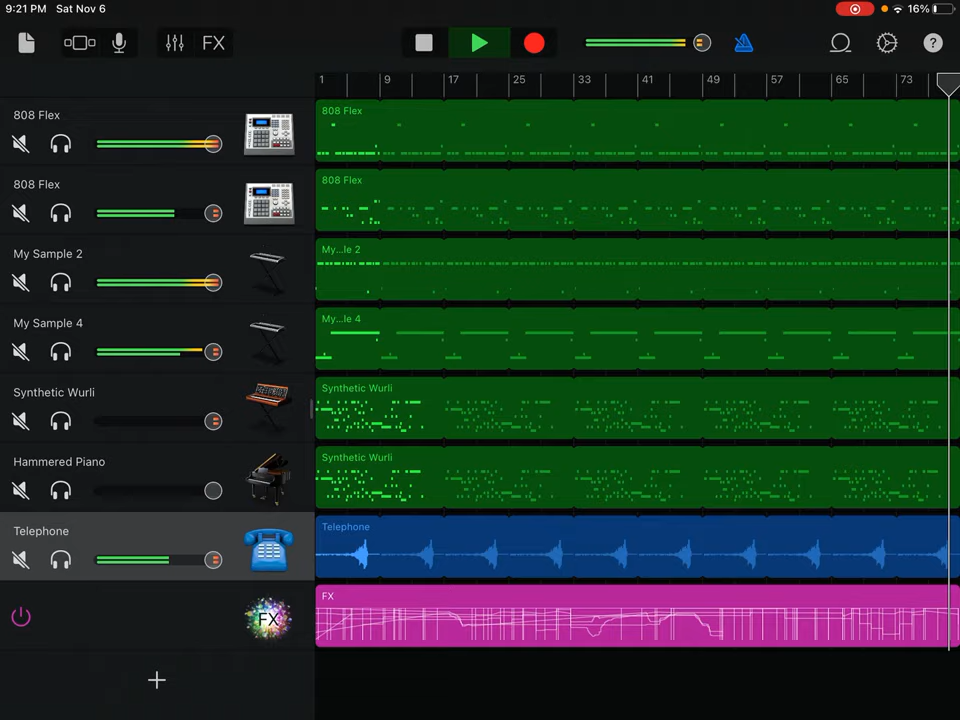 9:21 PM Sat Nov 6 16%
FX ?
1 9 17 25 33 41 49 57 65 73
808 Flex
808 Flex
808 Flex
808 Flex
My Sample 2
My...le 2
My Sample 4
My...le 4
Synthetic Wurli
Synthetic Wurli
Hammered Piano
Synthetic Wurli
Telephone
Telephone
FX
FX